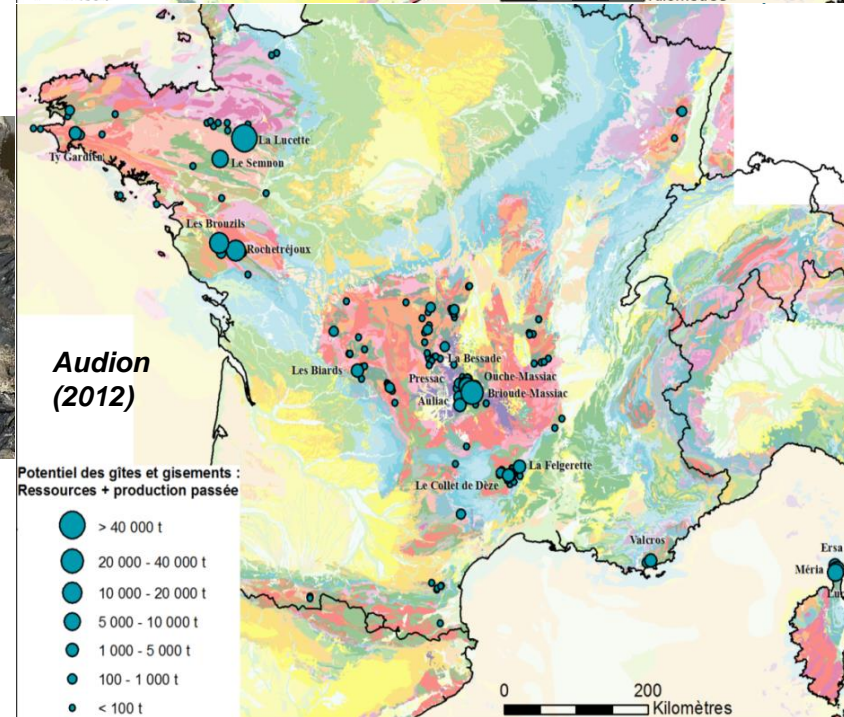 Kilomètres
La Lucette
Ty Gardien
Le Semnon
Les Brouzils
Rochetréjoux
Audion
(2012)
Les Biards
La Bessade
Pressac
Ouche-Massiac
Auliac
Brioude-Massiac
La Felgerette
Le Collet de Dèze
Valcros
Ersa
Méria
Potentiel des gîtes et gisements :
Ressources + production passée
> 40 000 t
20 000 - 40 000 t
10 000 - 20 000 t
5 000 - 10 000 t
1 000 - 5 000 t
100 - 1 000 t
< 100 t
0 200
Kilomètres